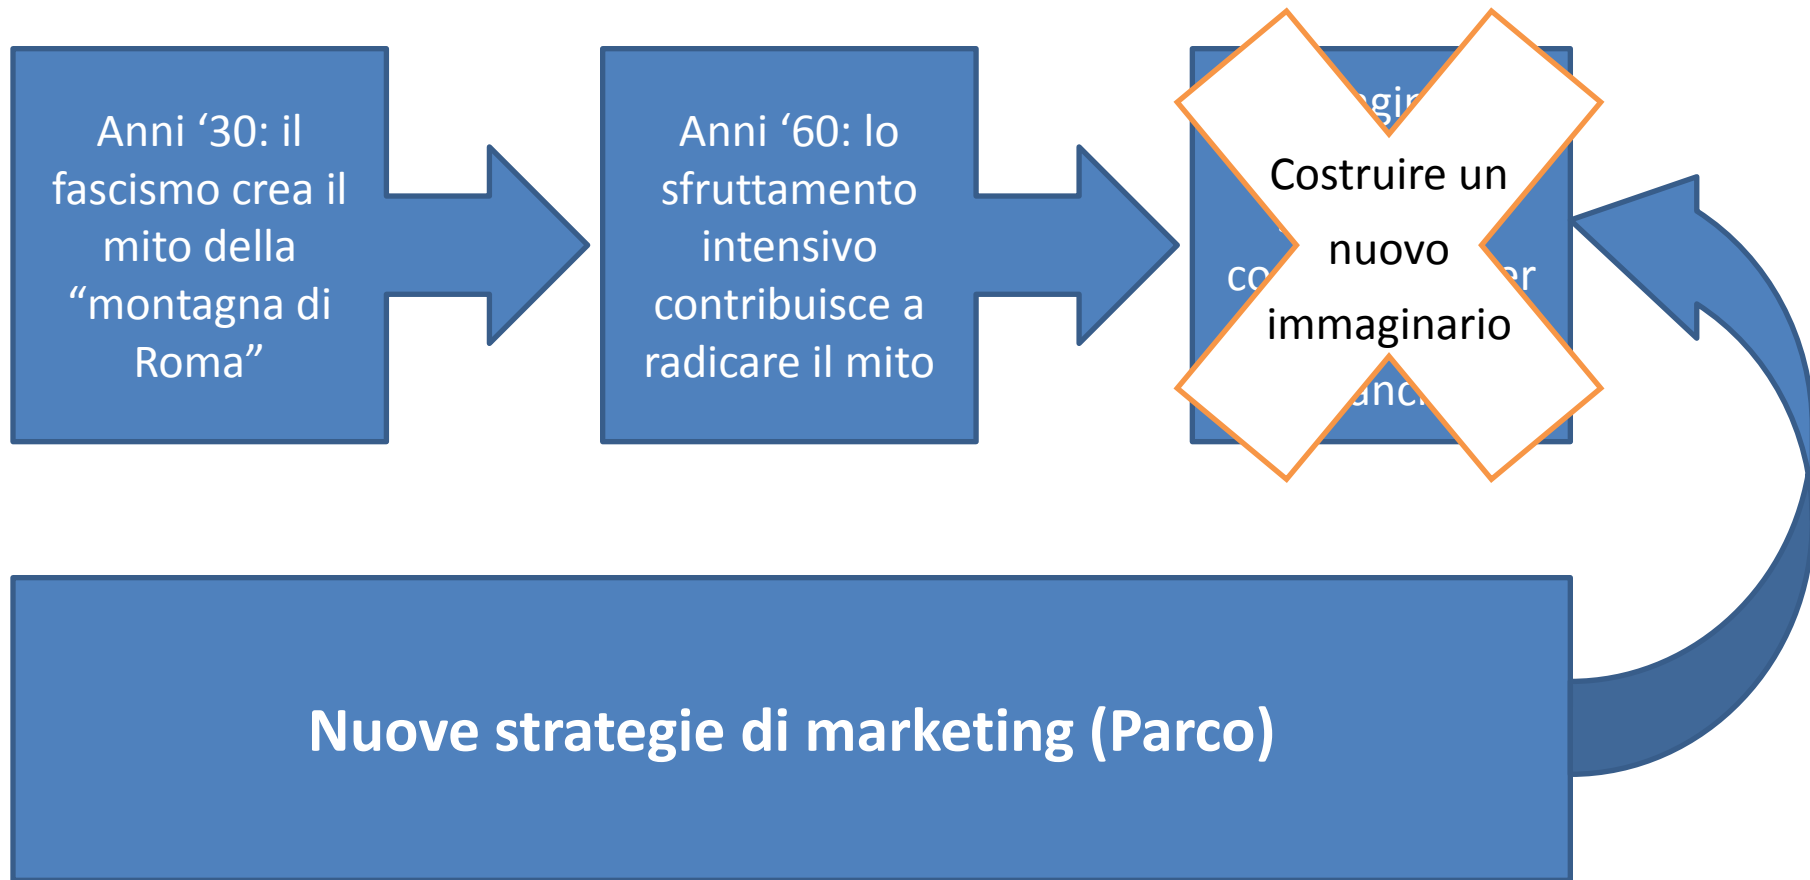 Anni ‘30: il
fascismo crea il
mito della
“montagna di
Roma”
Anni ‘60: lo
sfruttamento
intensivo
contribuisce a
radicare il mito
Costruire un
nuovo
immaginario
Nuove strategie di marketing (Parco)